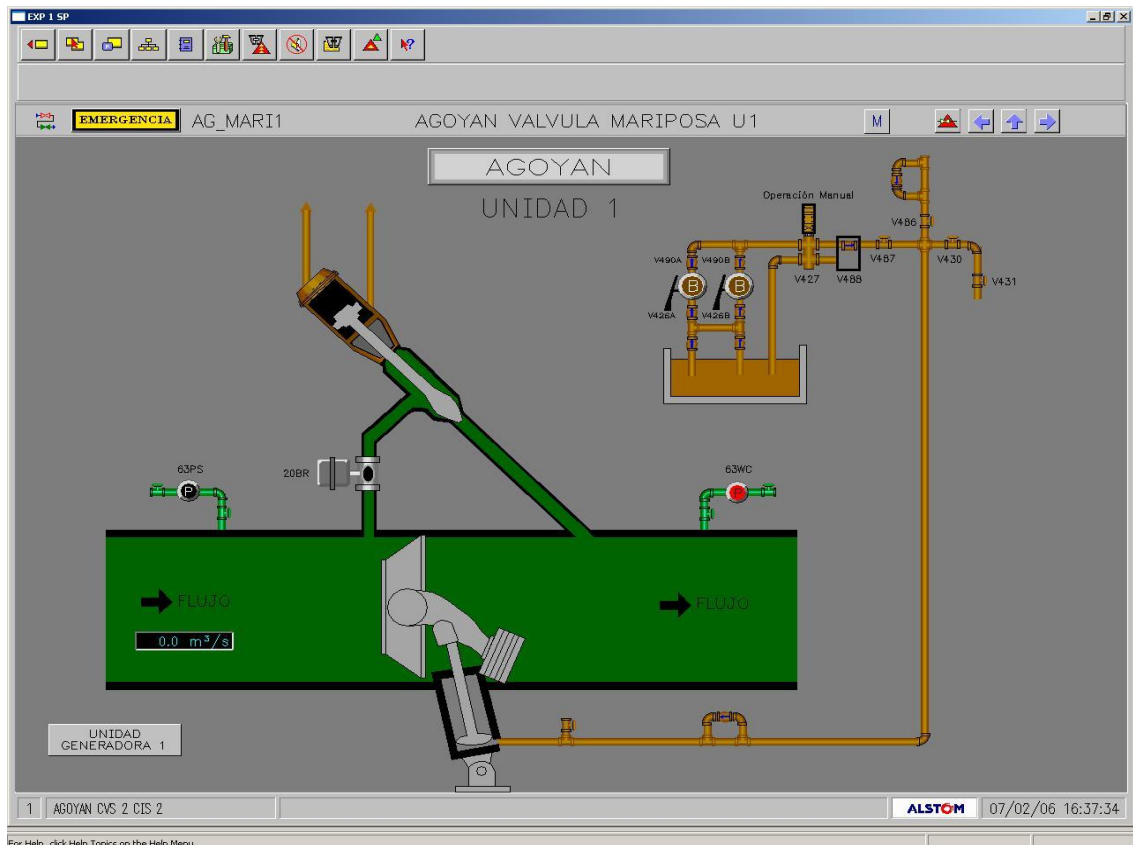 EXP 1 SP
EMERGENCIA AG_MARI1 AGOYAN VALVULA MARIPOSA U1 M
AGOYAN
UNIDAD 1
Operación Manual
V486
V490A V490B V427 V488 V487 V430 V431
B B
V426A V426B
63PS
P
20BR
63WC
P
FLUJO
FLUJO
0.0 m³/s
UNIDAD
GENERADORA 1
1 AGOYAN CVS 2 CIS 2 ALSTOM 07/02/06 16:37:34
For Help, click Help Topics on the Help Menu.